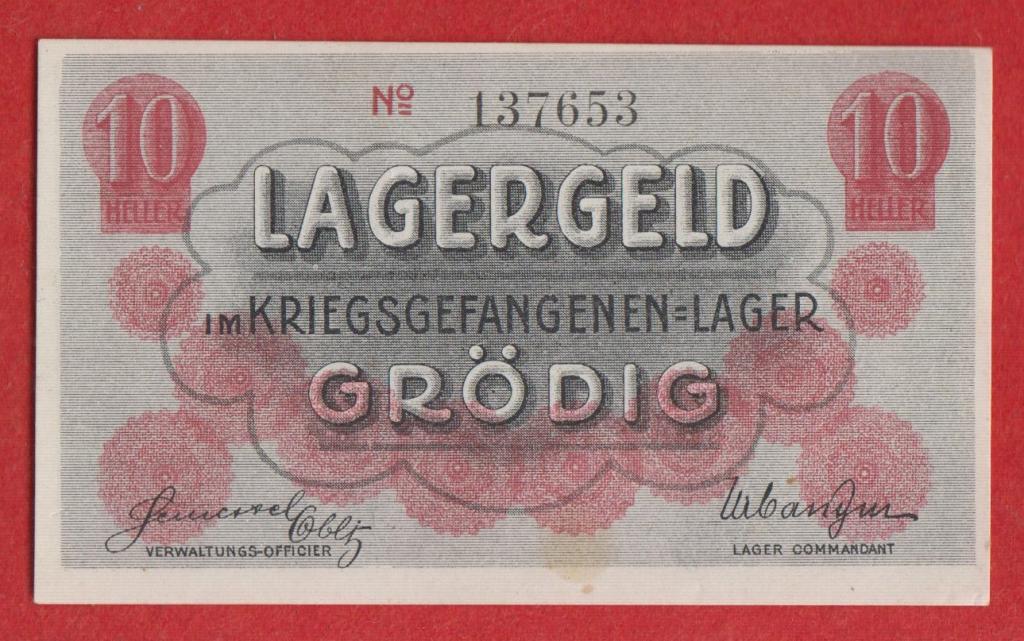 10 HELLER
Nº 137653
10 HELLER
LAGERGELD
IM KRIEGSGEFANGENEN=LAGER
GRÖDIG
VERWALTUNGS-OFFICIER
LAGER COMMANDANT